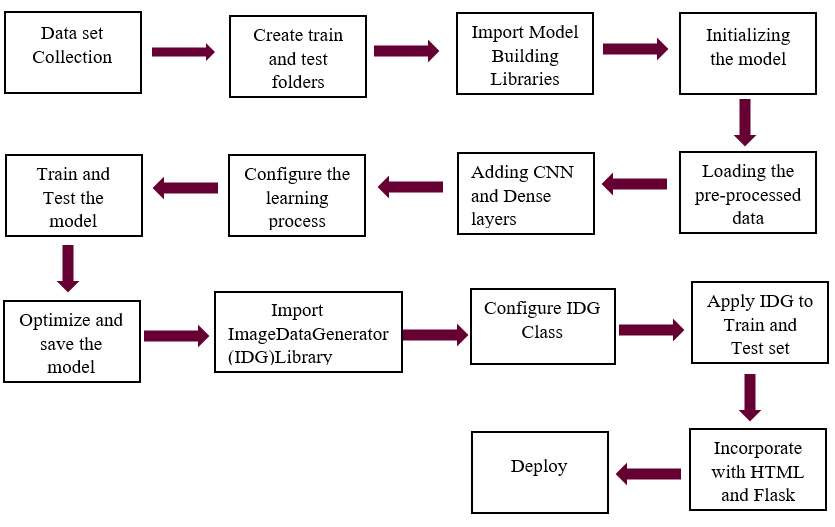 Data set
Collection
Create train
and test
folders
Import Model
Building
Libraries
Initializing
the model
Loading the
pre-processed
data
Adding CNN
and Dense
layers
Configure the
learning
process
Train and
Test the
model
Optimize and
save the
model
Import
ImageDataGenerator
(IDG)Library
Configure IDG
Class
Apply IDG to
Train and
Test set
Incorporate
with HTML
and Flask
Deploy